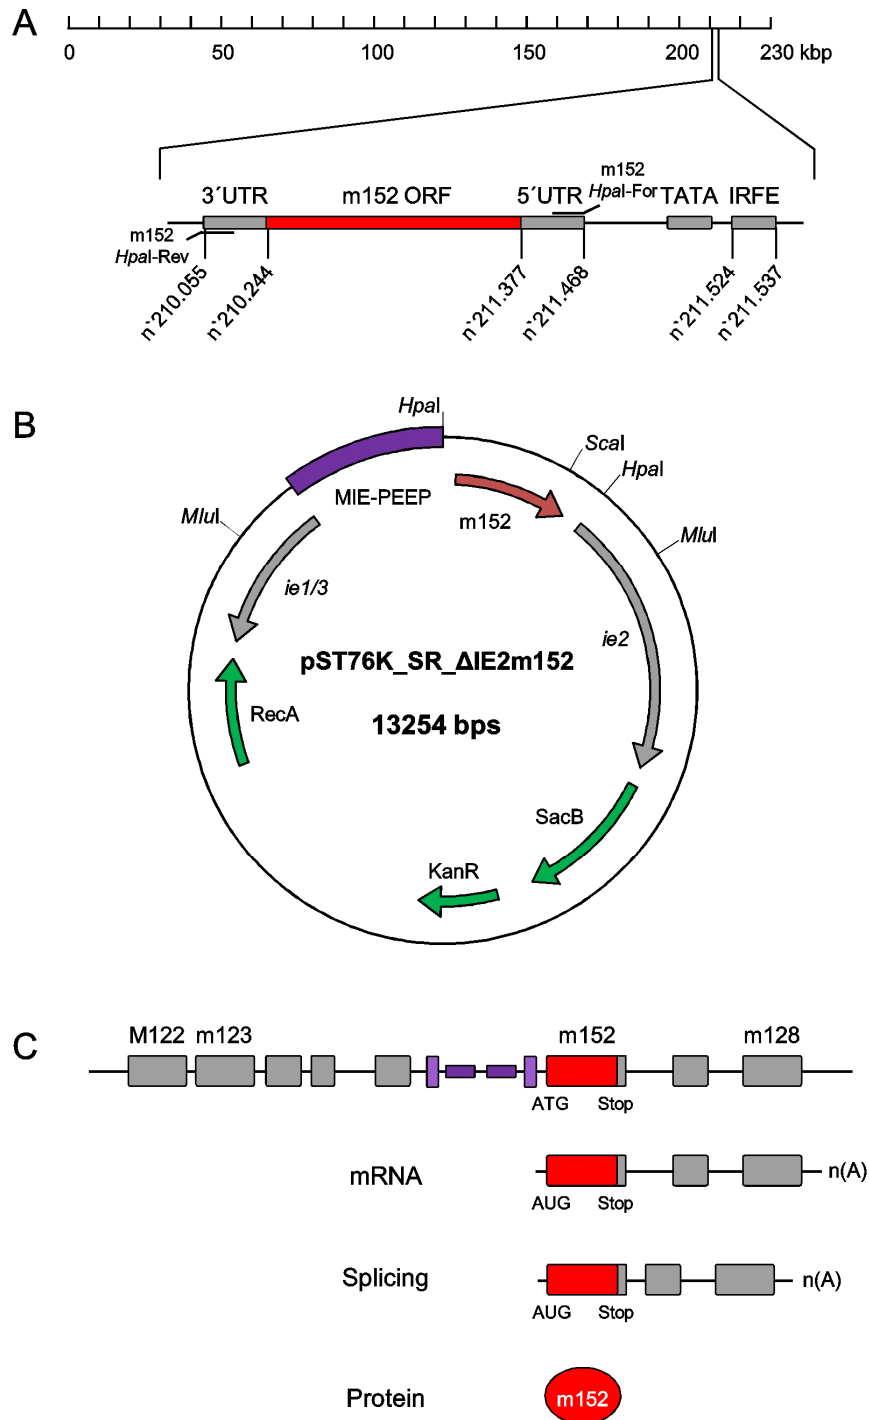 A
0 50 100 150 200 230 kbp
3´UTR m152 ORF 5´UTR m152 HpaI-For TATA IRFE
m152 HpaI-Rev
n`210.055 n`210.244 n`211.377 n`211.468 n`211.524 n`211.537
B
HpaI
ScaI
HpaI
MluI
MluI
MIE-PEEP
m152
ie1/3
ie2
pST76K_SR_ΔIE2m152
13254 bps
RecA
SacB
KanR
C
M122 m123 m152 m128
ATG Stop
mRNA n(A)
AUG Stop
Splicing n(A)
AUG Stop
Protein m152